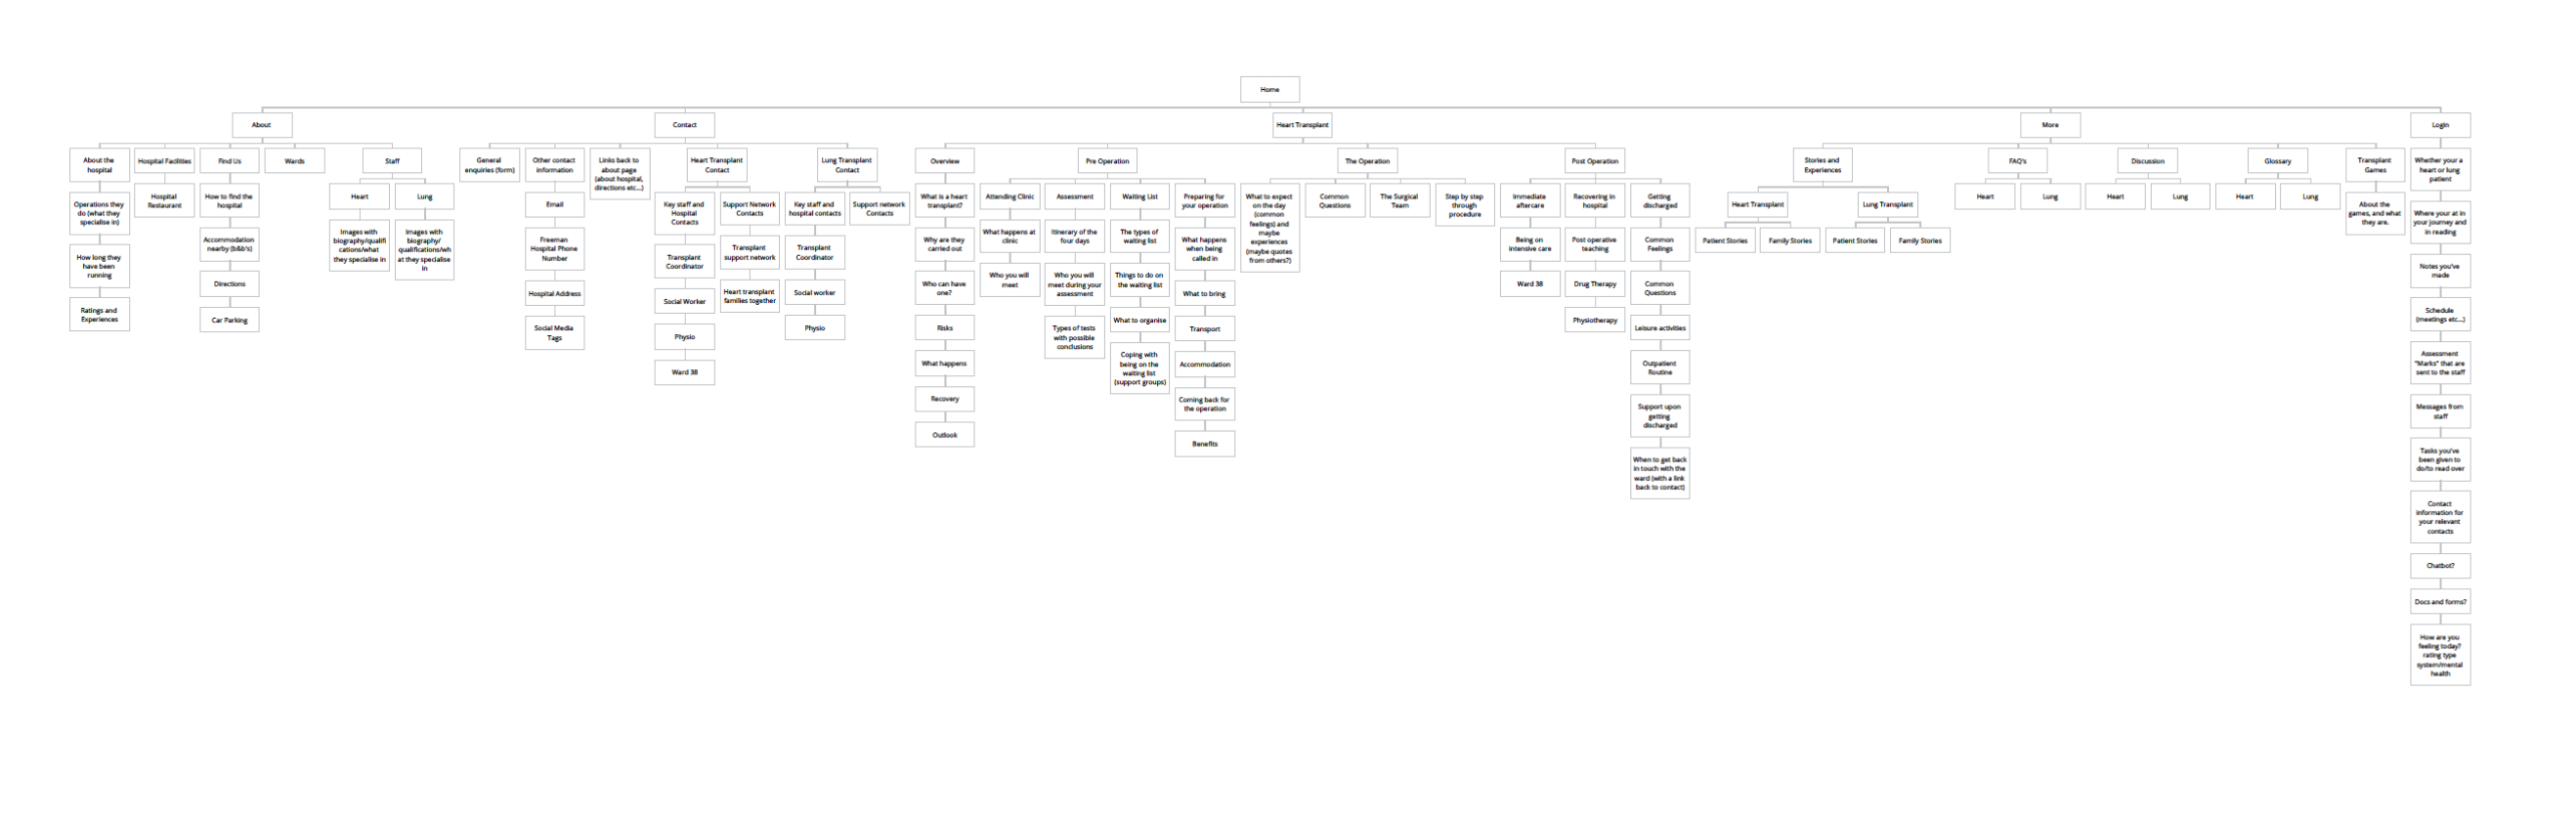 Home
About
Contact
Heart Transplant
More
Login
About the
hospital
Hospital Facilities
Find Us
Wards
Staff
General
enquiries (form)
Other contact
information
Links back to
about page
(about hospital,
directions etc...)
Heart Transplant
Contact
Lung Transplant
Contact
Overview
Pre Operation
The Operation
Post Operation
Stories and
Experiences
FAQ's
Discussion
Glossary
Transplant
Games
Whether your a
heart or lung
patient
Operations they
do (what they
specialise in)
How long they
have been
running
Ratings and
Experiences
Hospital
Restaurant
How to find the
hospital
Accommodation
nearby (b&b's)
Directions
Car Parking
Heart
Images with
biography/qualifi
cations/what
they specialise in
Lung
Images with
biography/
qualifications/wh
at they specialise
in
Email
Freeman
Hospital Phone
Number
Hospital Address
Social Media
Tags
Key staff and
Hospital
Contacts
Transplant
Coordinator
Social Worker
Physio
Ward 38
Support Network
Contacts
Transplant
support network
Heart transplant
families together
Key staff and
hospital contacts
Transplant
Coordinator
Social worker
Physio
Support network
Contacts
What is a heart
transplant?
Why are they
carried out
Who can have
one?
Risks
What happens
Recovery
Outlook
Attending Clinic
What happens at
clinic
Who you will
meet
Assessment
Itinerary of the
four days
Who you will
meet during your
assessment
Types of tests
with possible
conclusions
Waiting List
The types of
waiting list
Things to do on
the waiting list
What to organise
Coping with
being on the
waiting list
(support groups)
Preparing for
your operation
What happens
when being
called in
What to bring
Transport
Accommodation
Coming back for
the operation
Benefits
What to expect
on the day
(common
feelings) and
maybe
experiences
(maybe quotes
from others?)
Common
Questions
The Surgical
Team
Step by step
through
procedure
Immediate
aftercare
Being on
intensive care
Ward 38
Recovering in
hospital
Post operative
teaching
Drug Therapy
Physiotherapy
Getting
discharged
Common
Feelings
Common
Questions
Leisure activities
Outpatient
Routine
Support upon
getting
discharged
When to get back
in touch with the
ward (with a link
back to contact)
Heart Transplant
Patient Stories
Family Stories
Lung Transplant
Patient Stories
Family Stories
Heart
Lung
Heart
Lung
Heart
Lung
About the
games, and what
they are.
Where your at in
your journey and
in reading
Notes you've
made
Schedule
(meetings etc...)
Assessment
"Marks" that are
sent to the staff
Messages from
staff
Tasks you've
been given to
do/to read over
Contact
information for
your relevant
contacts
Chatbot?
Docs and forms?
How are you
feeling today?
rating type
system/mental
health